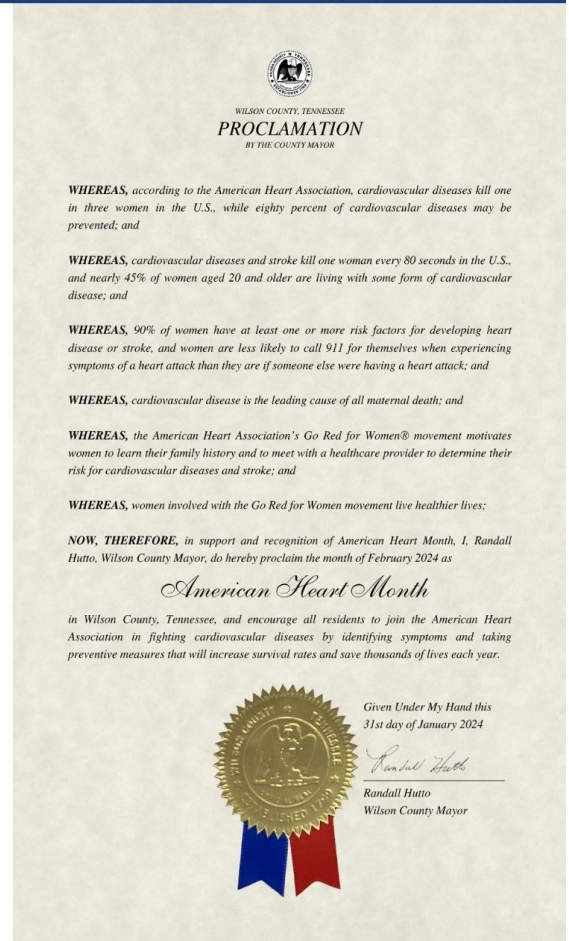 WILSON COUNTY, TENNESSEE
PROCLAMATION
BY THE COUNTY MAYOR
WHEREAS, according to the American Heart Association, cardiovascular diseases kill one
in three women in the U.S., while eighty percent of cardiovascular diseases may be
prevented; and
WHEREAS, cardiovascular diseases and stroke kill one woman every 80 seconds in the U.S.,
and nearly 45% of women aged 20 and older are living with some form of cardiovascular
disease; and
WHEREAS, 90% of women have at least one or more risk factors for developing heart
disease or stroke, and women are less likely to call 911 for themselves when experiencing
symptoms of a heart attack than they are if someone else were having a heart attack; and
WHEREAS, cardiovascular disease is the leading cause of all maternal death; and
WHEREAS, the American Heart Association's Go Red for Women® movement motivates
women to learn their family history and to meet with a healthcare provider to determine their
risk for cardiovascular diseases and stroke; and
WHEREAS, women involved with the Go Red for Women movement live healthier lives;
NOW, THEREFORE, in support and recognition of American Heart Month, I, Randall
Hutto, Wilson County Mayor, do hereby proclaim the month of February 2024 as
American Heart Month
in Wilson County, Tennessee, and encourage all residents to join the American Heart
Association in fighting cardiovascular diseases by identifying symptoms and taking
preventive measures that will increase survival rates and save thousands of lives each year.
WILSON COUNTY TENNESSEE
ESTABLISHED 1799
Given Under My Hand this
31st day of January 2024
Randall Hutto
Randall Hutto
Wilson County Mayor